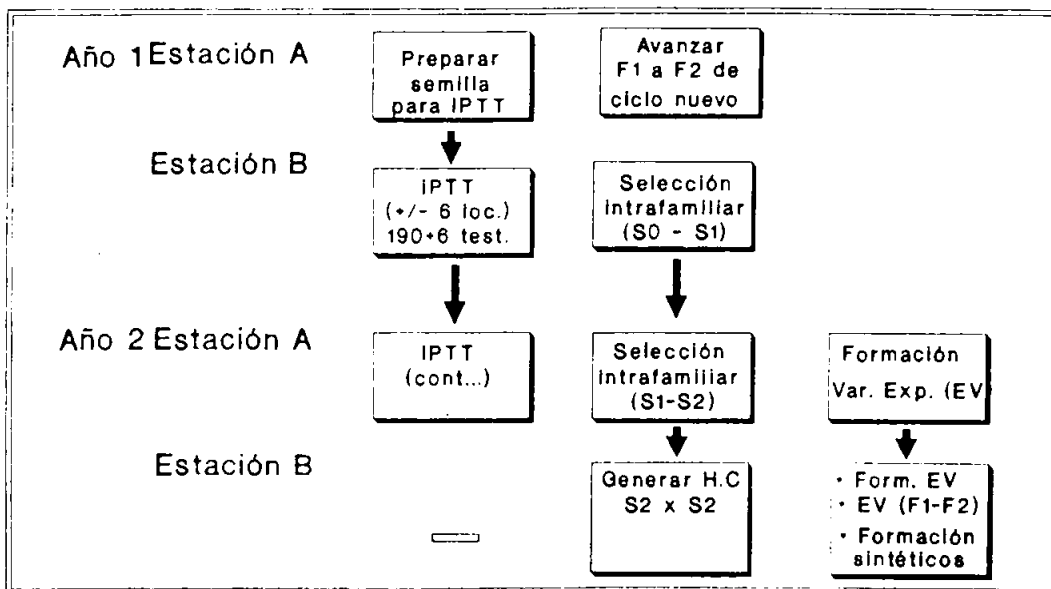 Año 1 Estación A
Preparar
semilla
para IPTT
Avanzar
F1 a F2 de
ciclo nuevo
Estación B
IPTT
(+/- 6 loc.)
190+6 test.
Selección
intrafamiliar
(S0 - S1)
Año 2 Estación A
IPTT
(cont...)
Selección
intrafamiliar
(S1-S2)
Formación
Var. Exp. (EV
Estación B
Generar H.C
S2 x S2
· Form. EV
· EV (F1-F2)
· Formación
sintéticos